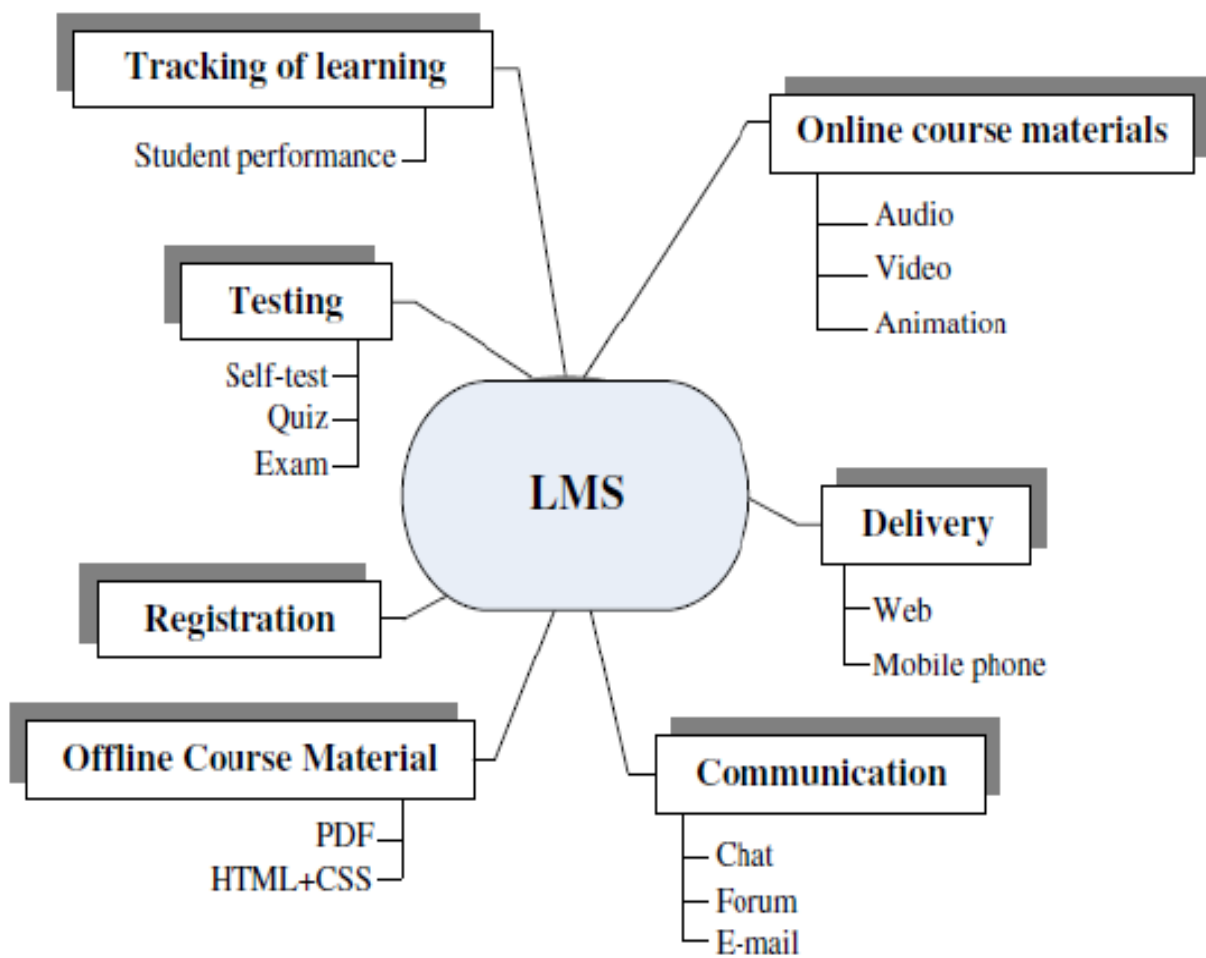 Tracking of learning
Student performance
Online course materials
Audio
Video
Animation
Testing
Self-test
Quiz
Exam
LMS
Delivery
Web
Mobile phone
Registration
Offline Course Material
PDF
HTML+CSS
Communication
Chat
Forum
E-mail